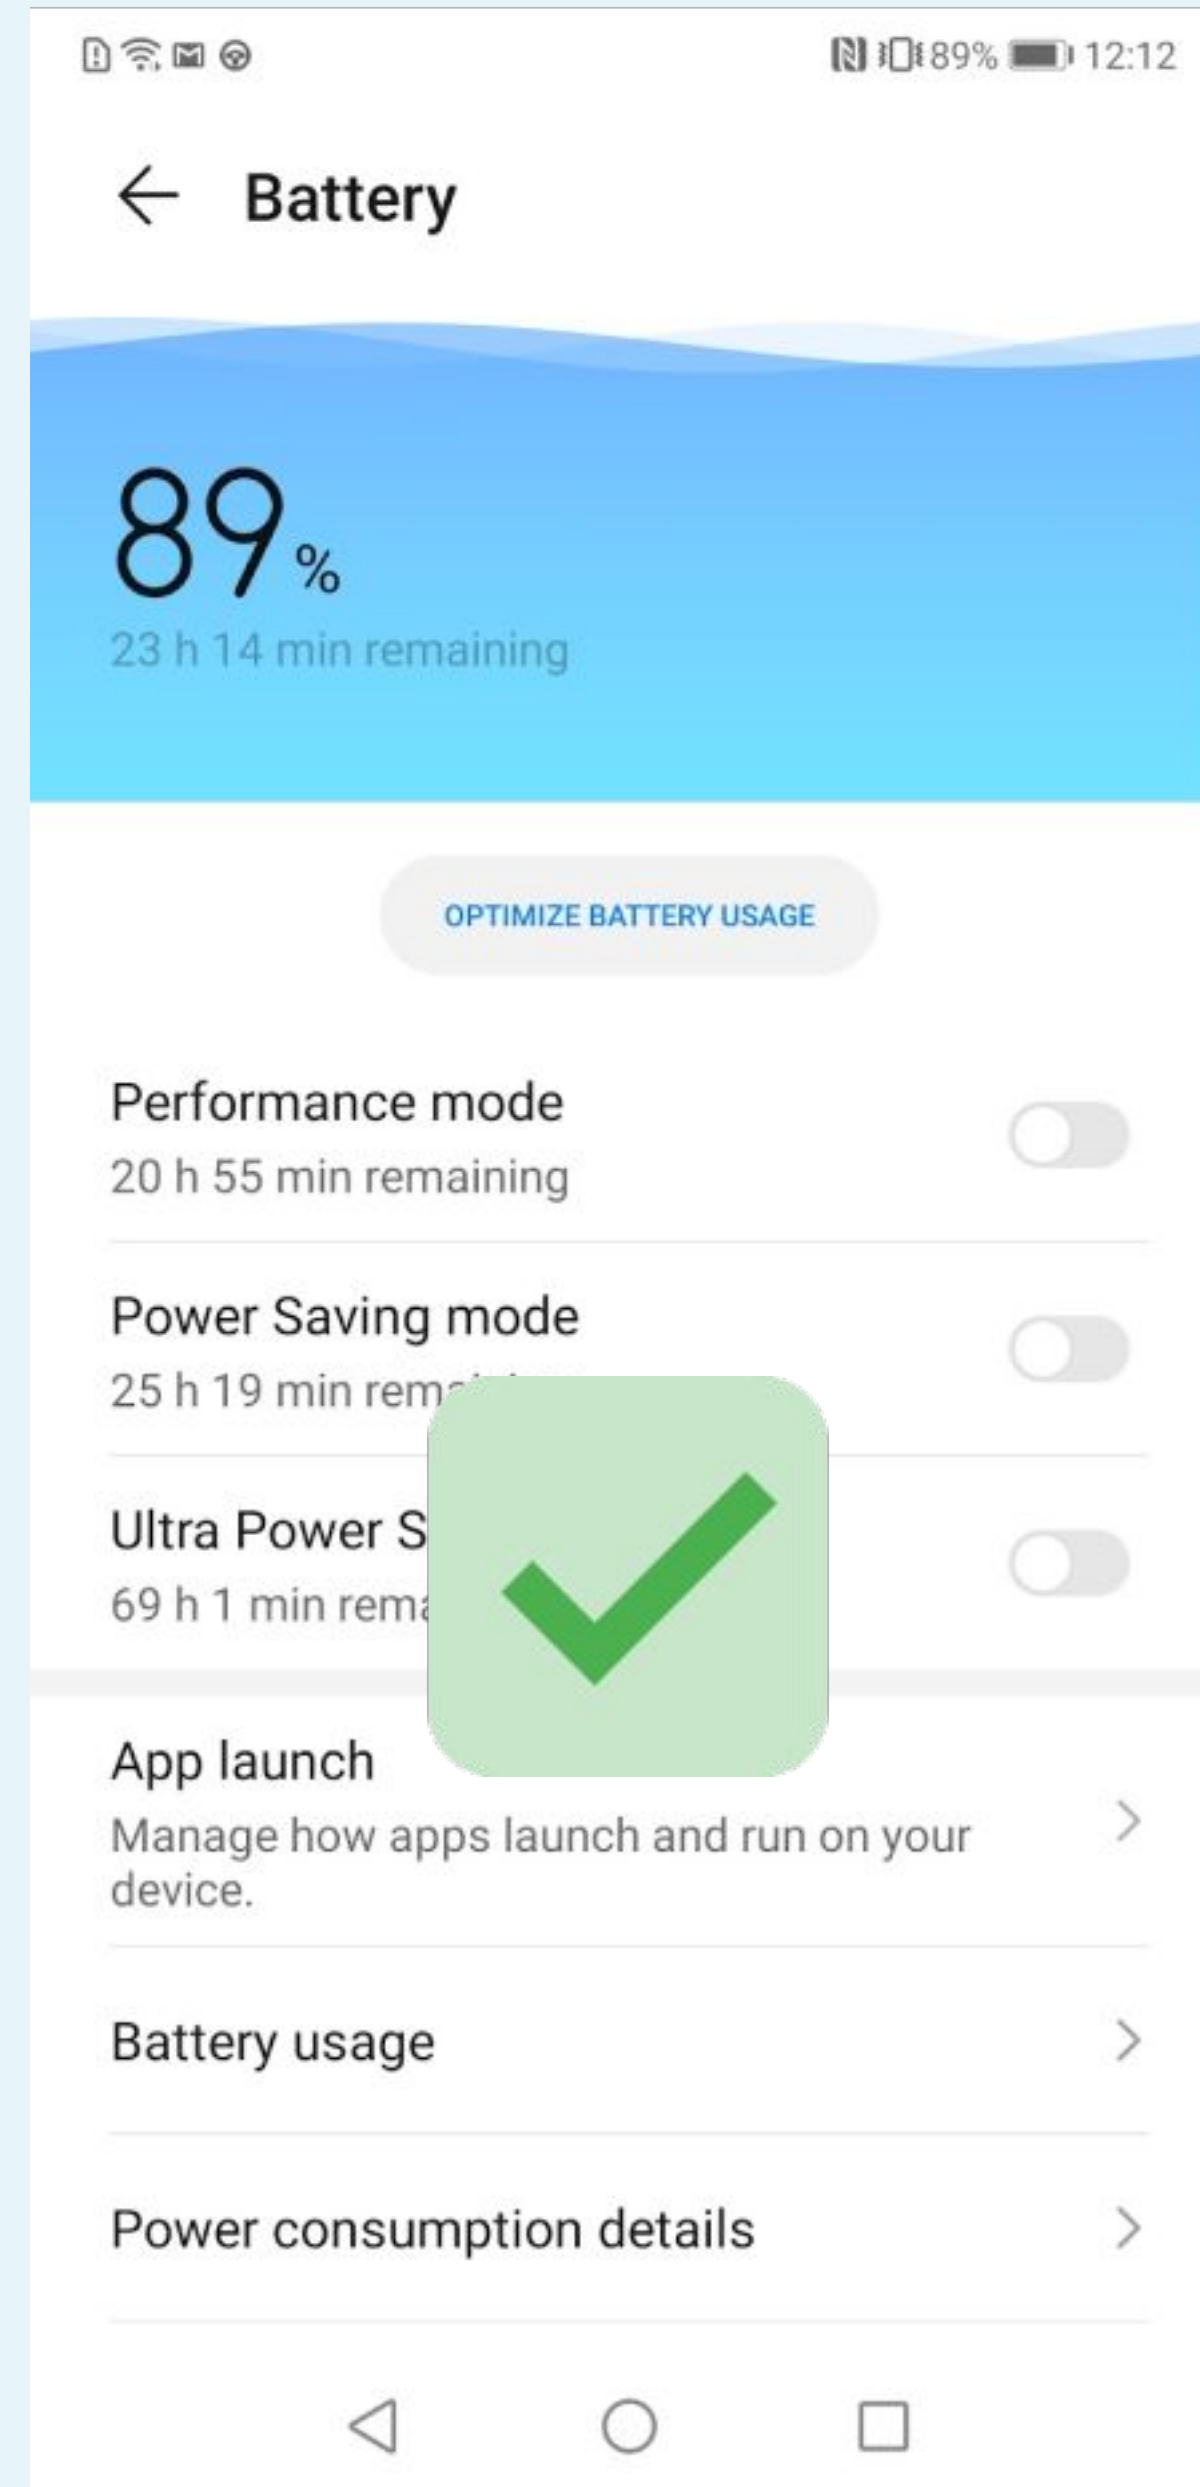 89% 12:12
Battery
89%
23 h 14 min remaining
OPTIMIZE BATTERY USAGE
Performance mode
20 h 55 min remaining
Power Saving mode
25 h 19 min
Ultra Power
69 h 1 min
App launch
Manage how apps launch and run on your
device.
Battery usage
Power consumption details